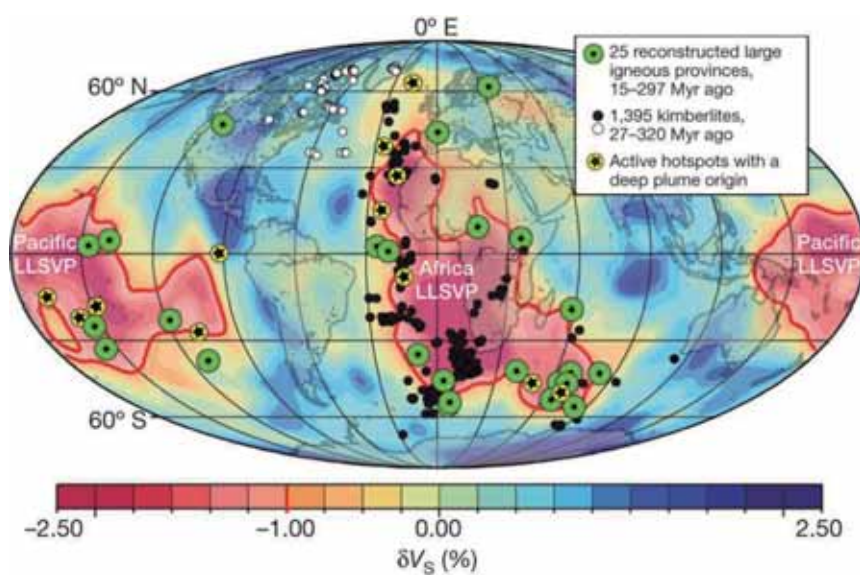 0° E
60° N
25 reconstructed large
igneous provinces,
15–297 Myr ago
1,395 kimberlites,
27–320 Myr ago
Active hotspots with a
deep plume origin
Pacific
LLSVP
Africa
LLSVP
Pacific
LLSVP
60° S
−2.50
−1.00
0.00
2.50
δVS (%)